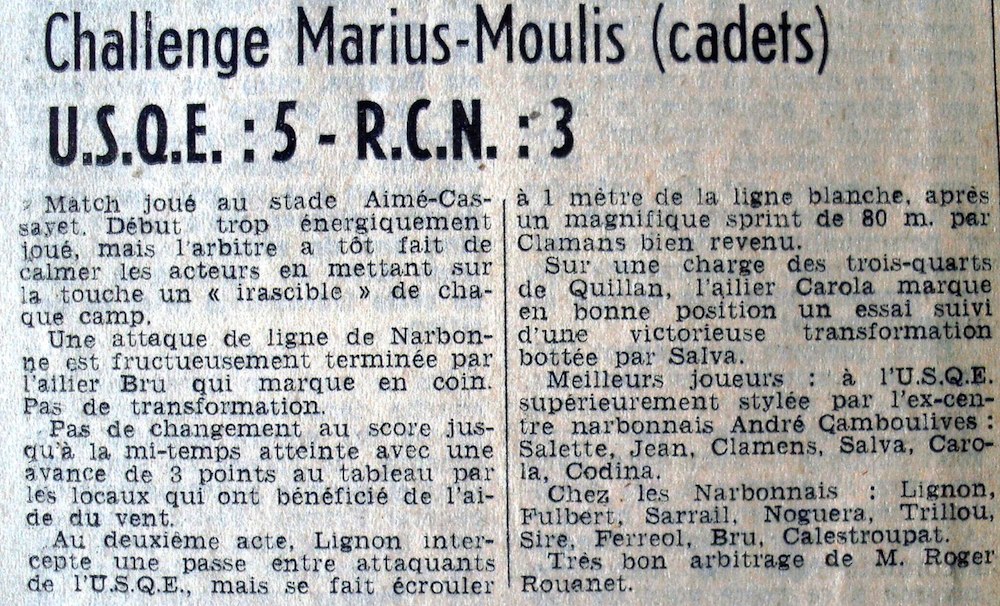 Challenge Marius-Moulis (cadets)
U.S.Q.E. : 5 - R.C.N. : 3
Match joué au stade Aimé-Cas-
sayet. Début trop énergiquement
joué, mais l'arbitre a tôt fait de
calmer les acteurs en mettant sur
la touche un « irascible » de cha-
que camp.
Une attaque de ligne de Narbon-
ne est fructueusement terminée par
l'ailier Bru qui marque en coin.
Pas de transformation.
Pas de changement au score jus-
qu'à la mi-temps atteinte avec une
avance de 3 points au tableau par
les locaux qui ont bénéficié de l'ai-
de du vent.
Au deuxième acte, Lignon inter-
cepte une passe entre attaquants
de l'U.S.Q.E., mais se fait écrouler
à 1 mètre de la ligne blanche, après
un magnifique sprint de 80 m. par
Clamans bien revenu.
Sur une charge des trois-quarts
de Quillan, l'ailier Carola marque
en bonne position un essai suivi
d'une victorieuse transformation
bottée par Salva.
Meilleurs joueurs : à l'U.S.Q.E.
supérieurement stylée par l'ex-cen-
tre narbonnais André Gamboulives :
Salette, Jean, Clamens, Salva, Caro-
la, Codina.
Chez les Narbonnais : Lignon,
Fulbert, Sarrail, Noguera, Trillou,
Sire, Ferreol, Bru, Calestroupat.
Très bon arbitrage de M. Roger
Rouanet.